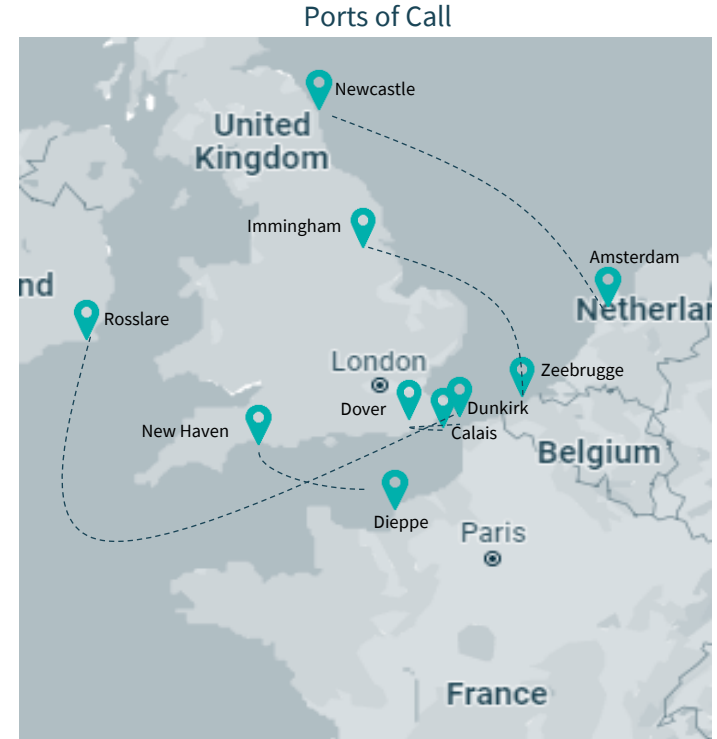 Ports of Call
Newcastle
United
Kingdom
Immingham
Amsterdam
nd
Netherlar
Rosslare
London
Zeebrugge
Dover
Dunkirk
New Haven
Calais
Belgium
Dieppe
Paris
France